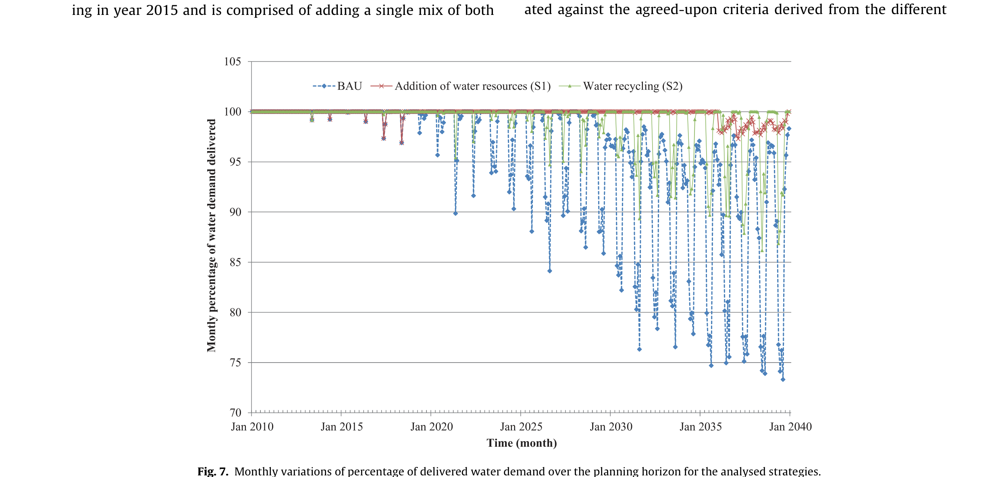 ing in year 2015 and is comprised of adding a single mix of both
ated against the agreed-upon criteria derived from the different
105
BAU Addition of water resources (S1) Water recycling (S2)
100
95
90
85
80
75
70
Montly percentage of water demand delivered
Jan 2010 Jan 2015 Jan 2020 Jan 2025 Jan 2030 Jan 2035 Jan 2040
Time (month)
Fig. 7. Monthly variations of percentage of delivered water demand over the planning horizon for the analysed strategies.